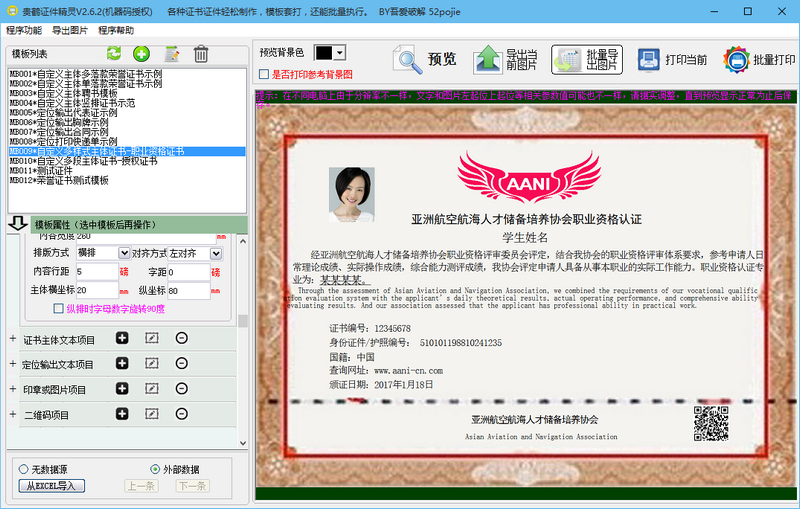 奥鹤证件精灵V2.6.2(机器码授权) 各种证书证件轻松制作，模板套打，还能批量执行。 BY吾爱破解 52pojie
程序功能 导出图片 程序帮助
模板列表
MB001*自定义主体多落款荣誉证书示例
MB002*自定义主体单落款荣誉证书示例
MB003*自定义主体聘书模板
MB004*自定义主体竖排证书示范
MB005*定位输出代表证示例
MB006*定位输出胸牌示例
MB007*定位输出合同示例
MB008*定位打印快递单示例
MB009*自定义多样式主体证书-职业资格证书
MB010*自定义多段主体证书-授权证书
MB011*测试证件
MB012*荣誉证书测试模板
模板属性（选中模板后再操作）
内容宽度 260 mm
排版方式 横排 对齐方式 左对齐
内容行距 5 磅 字距 0 磅
主体横坐标 20 mm 纵坐标 80 mm
纵排时字母数字旋转90度
+ 证书主体文本项目
+ 定位输出文本项目
+ 印章或图片项目
+ 二维码项目
无数据源 外部数据
从EXCEL导入 上一条 下一条
预览背景色
是否打印参考背景图
预览
导出当前图片
批量导出图片
打印当前
批量打印
提示：在不同电脑上由于分辨率不一样，文字和图片左起位上起位等相关参数值可能也不一样，请摸买调整，直到预览显示正常为止后保
AANI
亚洲航空航海人才储备培养协会职业资格认证
学生姓名
经亚洲航空航海人才储备培养协会职业资格评审委员会评定，结合我协会的职业资格评审体系要求，参考申请人日
常理论成绩、实际操作成绩，综合能力测评成绩，我协会评定申请人具备从事本职业的实际工作能力。职业资格认证专
业为：某某某某。
Through the assessment of Asian Aviation and Navigation Association, we combined the requirements of our vocational qualific
tion evaluation system with the applicant's daily theoretical results, actual operating performance, and comprehensive ability
evaluating results. And our association assessed that the applicant has professional ability in practical work.
证书编号：12345678
身份证件/护照编号： 510101198810241235
国籍：中国
查询网址：www.aani-cn.com
颁证日期：2017年1月18日
亚洲航空航海人才储备培养协会
Asian Aviation and Navigation Association